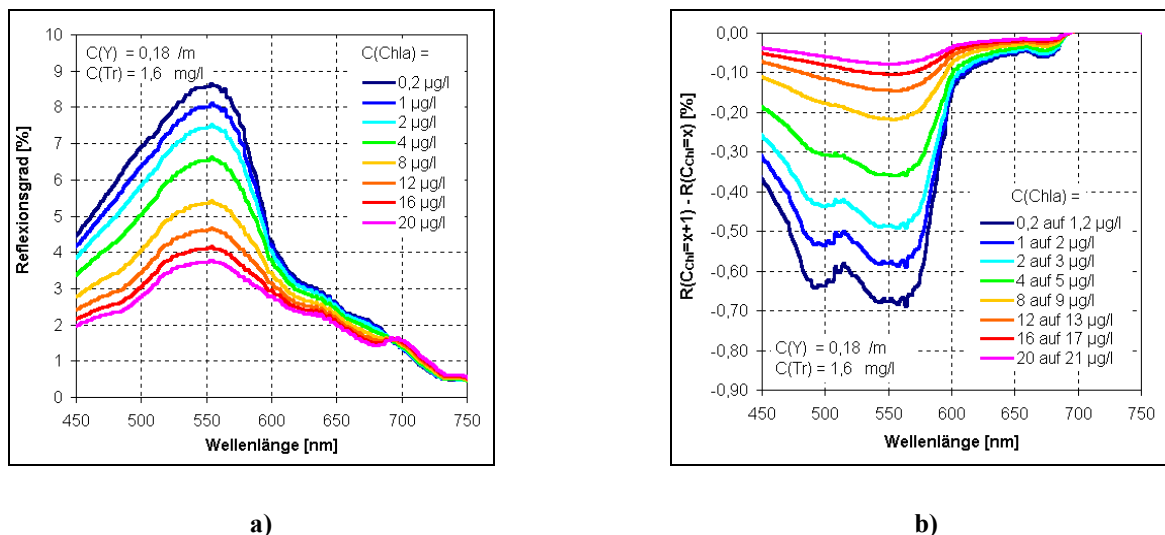 10
9
8
7
6
5
4
3
2
1
0
Reflexionsgrad [%]
C(Y) = 0,18 /m
C(Tr) = 1,6 mg/l
C(Chla) =
0,2 µg/l
1 µg/l
2 µg/l
4 µg/l
8 µg/l
12 µg/l
16 µg/l
20 µg/l
450 500 550 600 650 700 750
Wellenlänge [nm]
a)
0,00
-0,10
-0,20
-0,30
-0,40
-0,50
-0,60
-0,70
-0,80
-0,90
R(CChl=x+1) - R(CChl=x) [%]
C(Chla) =
0,2 auf 1,2 µg/l
1 auf 2 µg/l
2 auf 3 µg/l
4 auf 5 µg/l
8 auf 9 µg/l
12 auf 13 µg/l
16 auf 17 µg/l
20 auf 21 µg/l
C(Y) = 0,18 /m
C(Tr) = 1,6 mg/l
450 500 550 600 650 700 750
Wellenlänge [nm]
b)